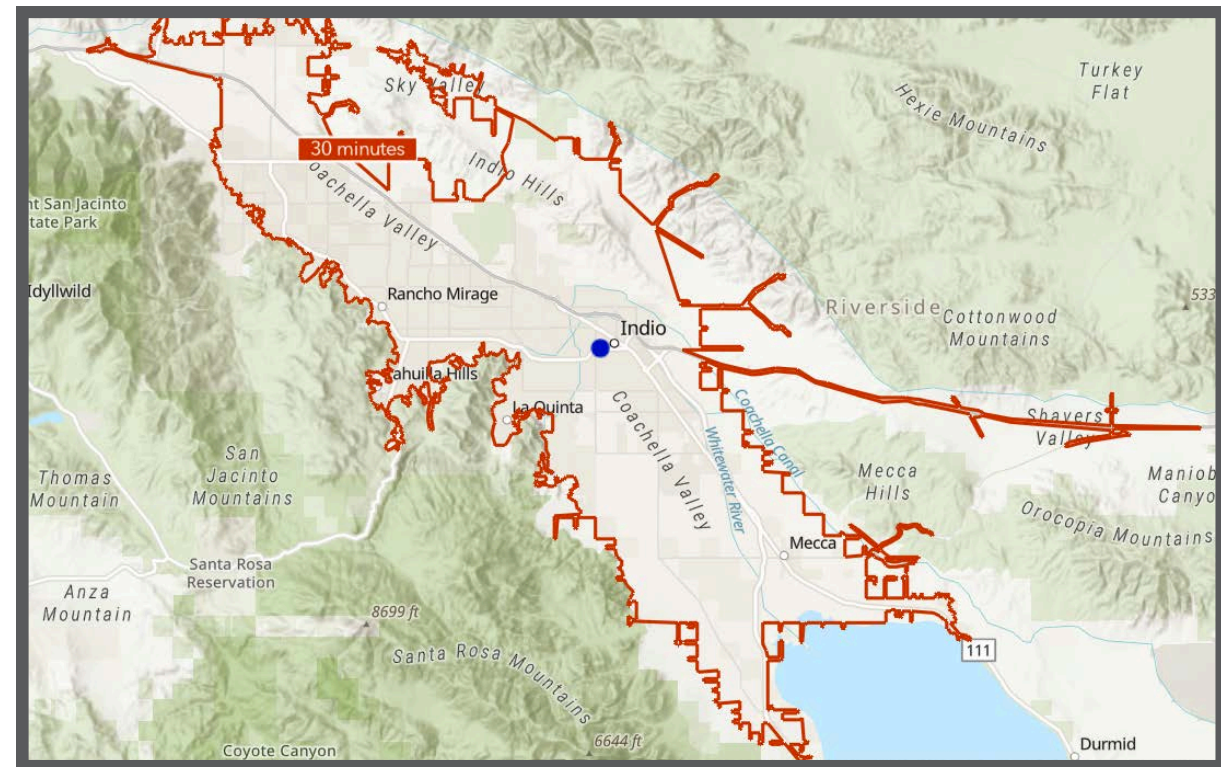 Turkey
Flat
Sky Valley
Hexie Mountains
30 minutes
Indio Hills
oachella Valley
nt San Jacinto
tate Park
Idyllwild
Rancho Mirage
Riverside
533
Cottonwood
Mountains
Indio
ahuilla Hills
La Quinta
Coachella Valley
Coachella Canal
Whitewater River
Shavers
Valley
San
Jacinto
Mountains
Thomas
Mountain
Mecca
Hills
Maniob
Canyo
Orocopia Mountains
Mecca
Santa Rosa
Reservation
Anza
Mountain
8699 ft
Santa Rosa Mountains
111
6644 ft
Coyote Canyon
Durmid